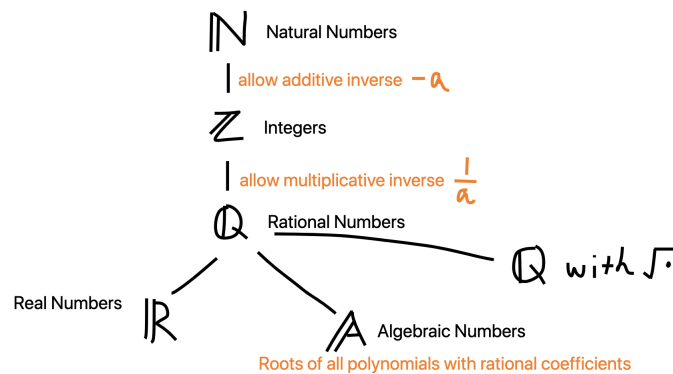 ℕ Natural Numbers
allow additive inverse -a
ℤ Integers
allow multiplicative inverse 1/a
ℚ Rational Numbers
ℚ with √·
Real Numbers ℝ
𝔸 Algebraic Numbers
Roots of all polynomials with rational coefficients